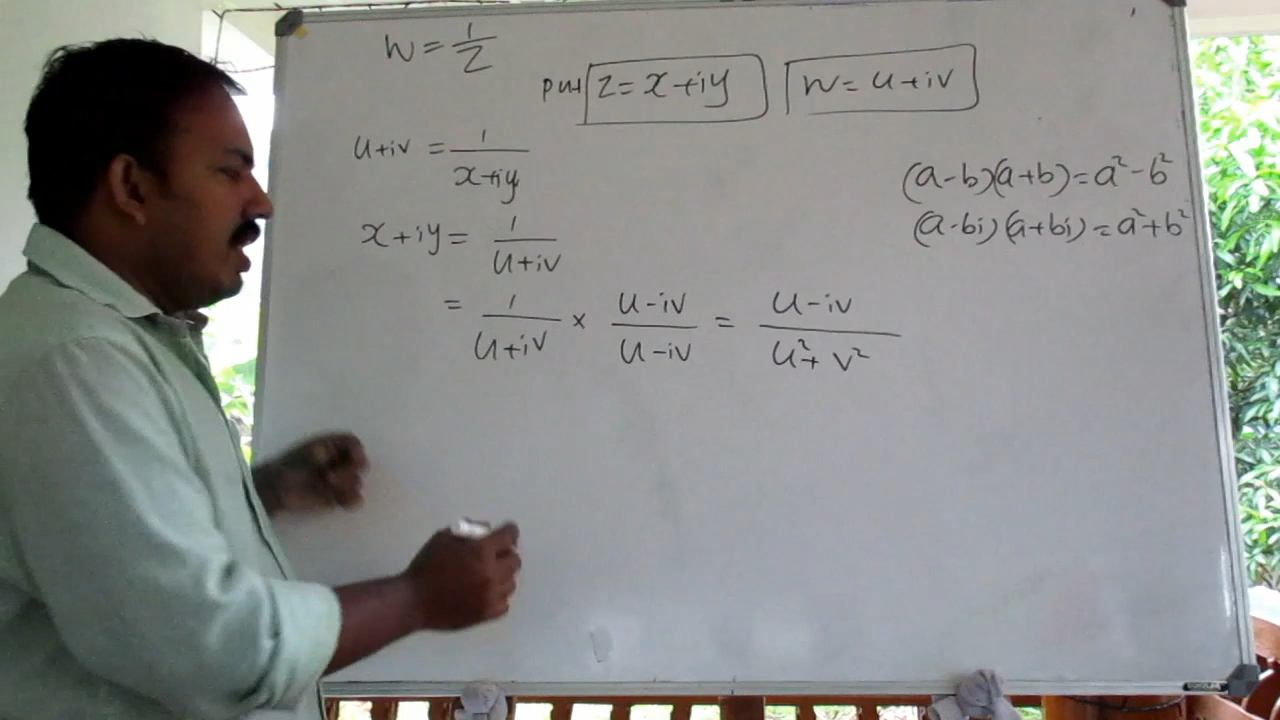 w = 1/z
put z = x+iy w = u+iv
u+iv = 1/(x+iy)
(a-b)(a+b) = a² - b²
x+iy = 1/(u+iv)
(a-bi)(a+bi) = a² + b²
= 1/(u+iv) × (u-iv)/(u-iv) = (u-iv)/(u² + v²)